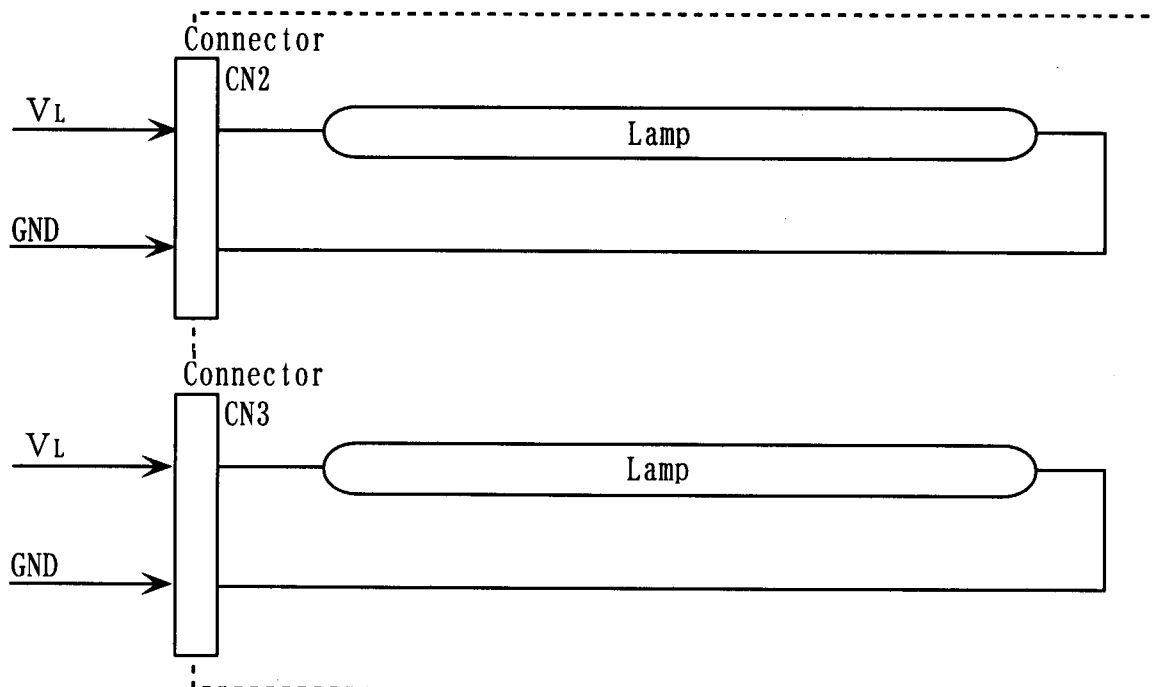 Connector
CN2
VL
Lamp
GND
Connector
CN3
VL
Lamp
GND